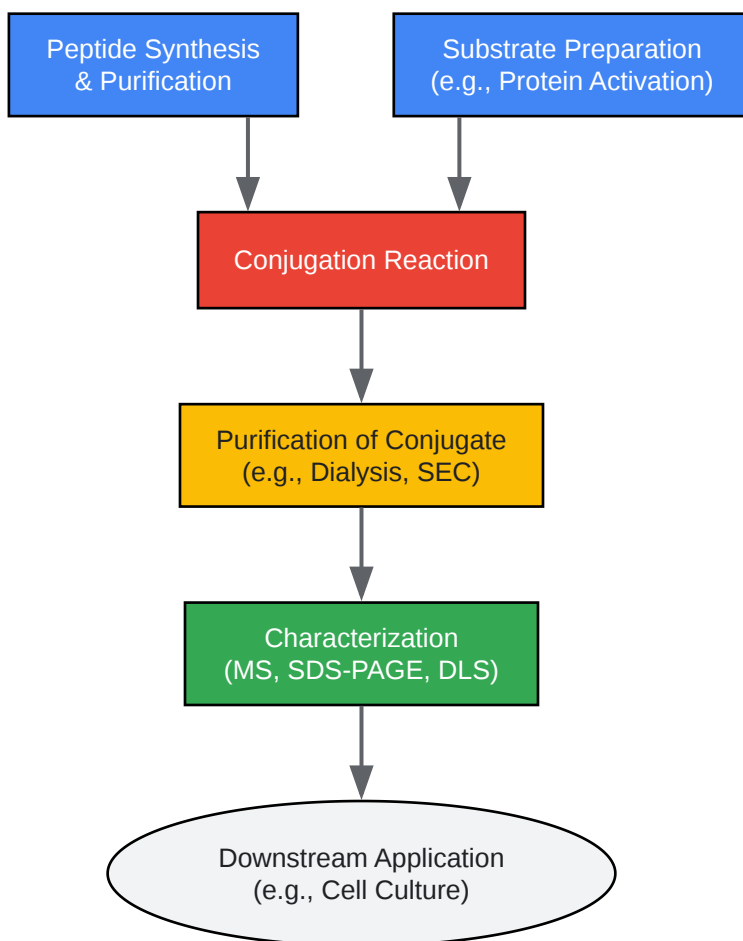 Peptide Synthesis
& Purification
Substrate Preparation
(e.g., Protein Activation)
Conjugation Reaction
Purification of Conjugate
(e.g., Dialysis, SEC)
Characterization
(MS, SDS-PAGE, DLS)
Downstream Application
(e.g., Cell Culture)